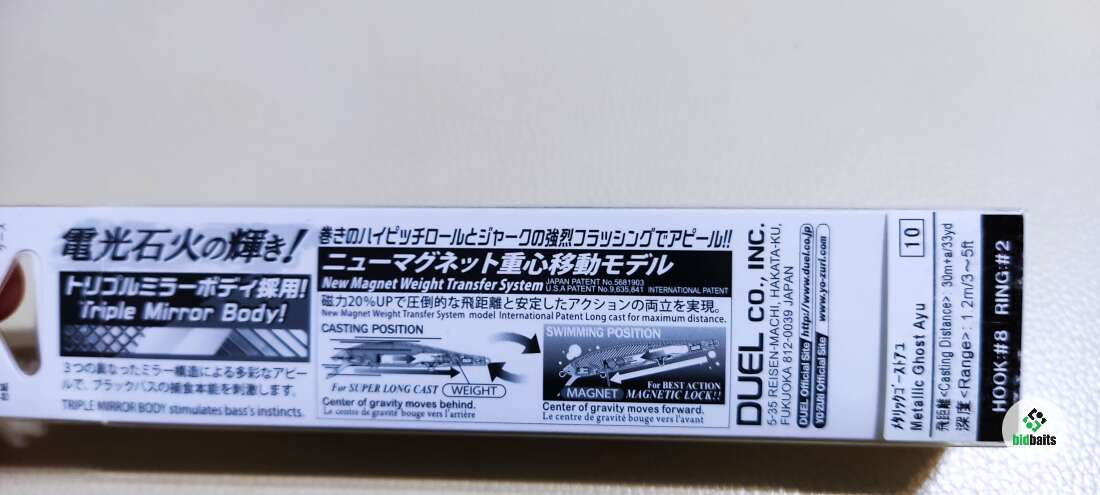 電光石火の輝き!
トリプルミラーボディ採用!
Triple Mirror Body!
3つの異なったミラー構造による多彩なアピー
ルで、ブラックバスの捕食本能を刺激します。
TRIPLE MIRROR BODY stimulates bass's instincts.
巻きのハイピッチロールとジャークの強烈フラッシングでアピール!!
ニューマグネット重心移動モデル
New Magnet Weight Transfer System
JAPAN PATENT No.5681903
U.S.A PATENT No.9,635,841 INTERNATIONAL PATENT
磁力20%UPで圧倒的な飛距離と安定したアクションの両立を実現。
New Magnet Weight Transfer System model International Patent Long cast for maximum distance.
CASTING POSITION
For SUPER LONG CAST
WEIGHT
Center of gravity moves behind.
Le centre de gravité bouge vers l'arrière
SWIMMING POSITION
For BEST ACTION
MAGNET MAGNETIC LOCK!!
Center of gravity moves forward.
Le centre de gravité bouge vers l'avant
DUEL CO., INC.
5-35 REISEN-MACHI, HAKATA-KU,
FUKUOKA 812-0039 JAPAN
DUEL Official Site http://www.duel.co.jp
YO-ZURI Official Site www.yo-zuri.com
10
ﾒﾀﾘｯｸｺﾞｰｽﾄｱﾕ
Metallic Ghost Ayu
飛距離<Casting Distance> 30m+α/33yd
深度<Range>:1.2m/3～5ft
HOOK:#8 RING:#2
bidbaits